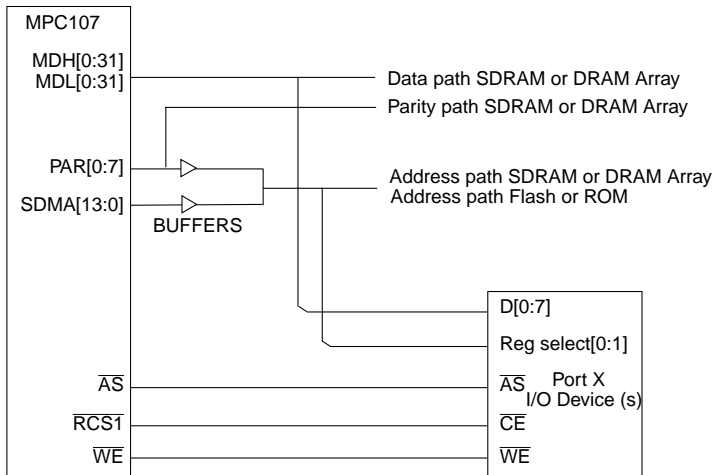 MPC107
MDH[0:31]
MDL[0:31]
Data path SDRAM or DRAM Array
Parity path SDRAM or DRAM Array
PAR[0:7]
Address path SDRAM or DRAM Array
Address path Flash or ROM
SDMA[13:0]
BUFFERS
D[0:7]
Reg select[0:1]
AS
AS
Port X
I/O Device (s)
RCS1
CE
WE
WE